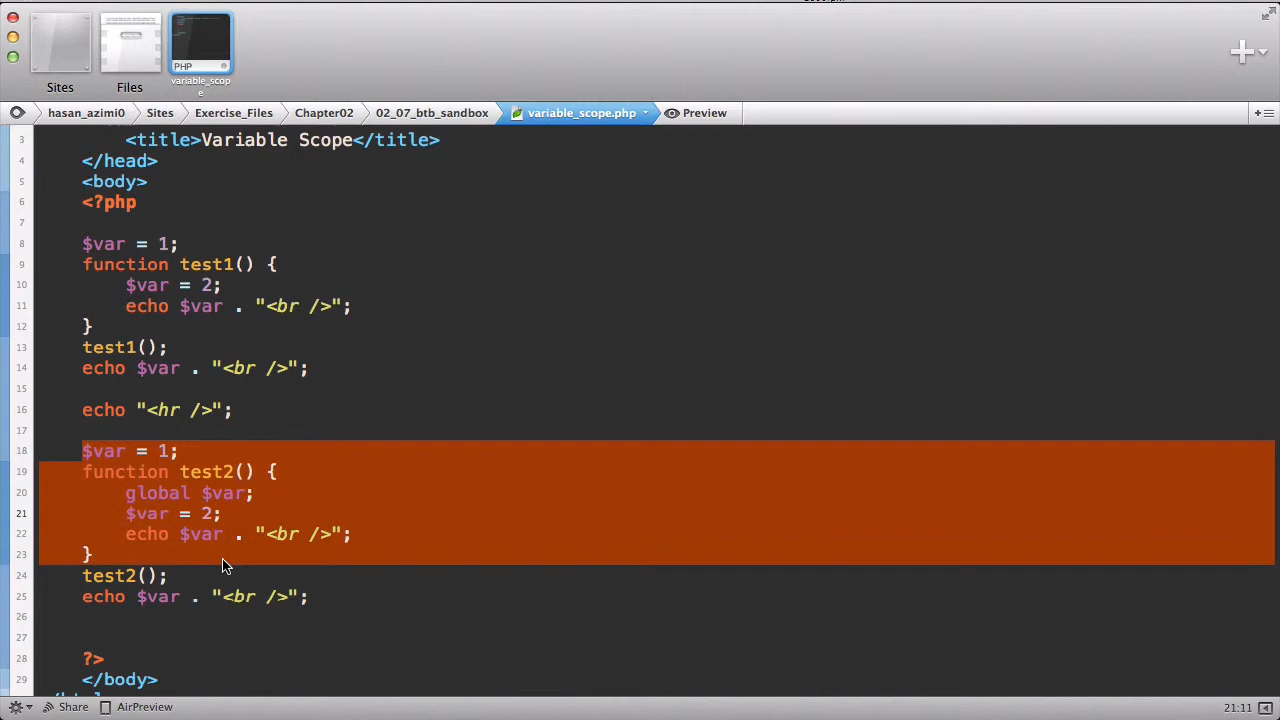 PHP
Sites
Files
variable_scop
e
hasan_azimi0
Sites
Exercise_Files
Chapter02
02_07_btb_sandbox
variable_scope.php
Preview
3 <title>Variable Scope</title>
4 </head>
5 <body>
6 <?php
7
8 $var = 1;
9 function test1() {
10 $var = 2;
11 echo $var . "<br />";
12 }
13 test1();
14 echo $var . "<br />";
15
16 echo "<hr />";
17
18 $var = 1;
19 function test2() {
20 global $var;
21 $var = 2;
22 echo $var . "<br />";
23 }
24 test2();
25 echo $var . "<br />";
26
27
28 ?>
29 </body>
Share
AirPreview
21:11